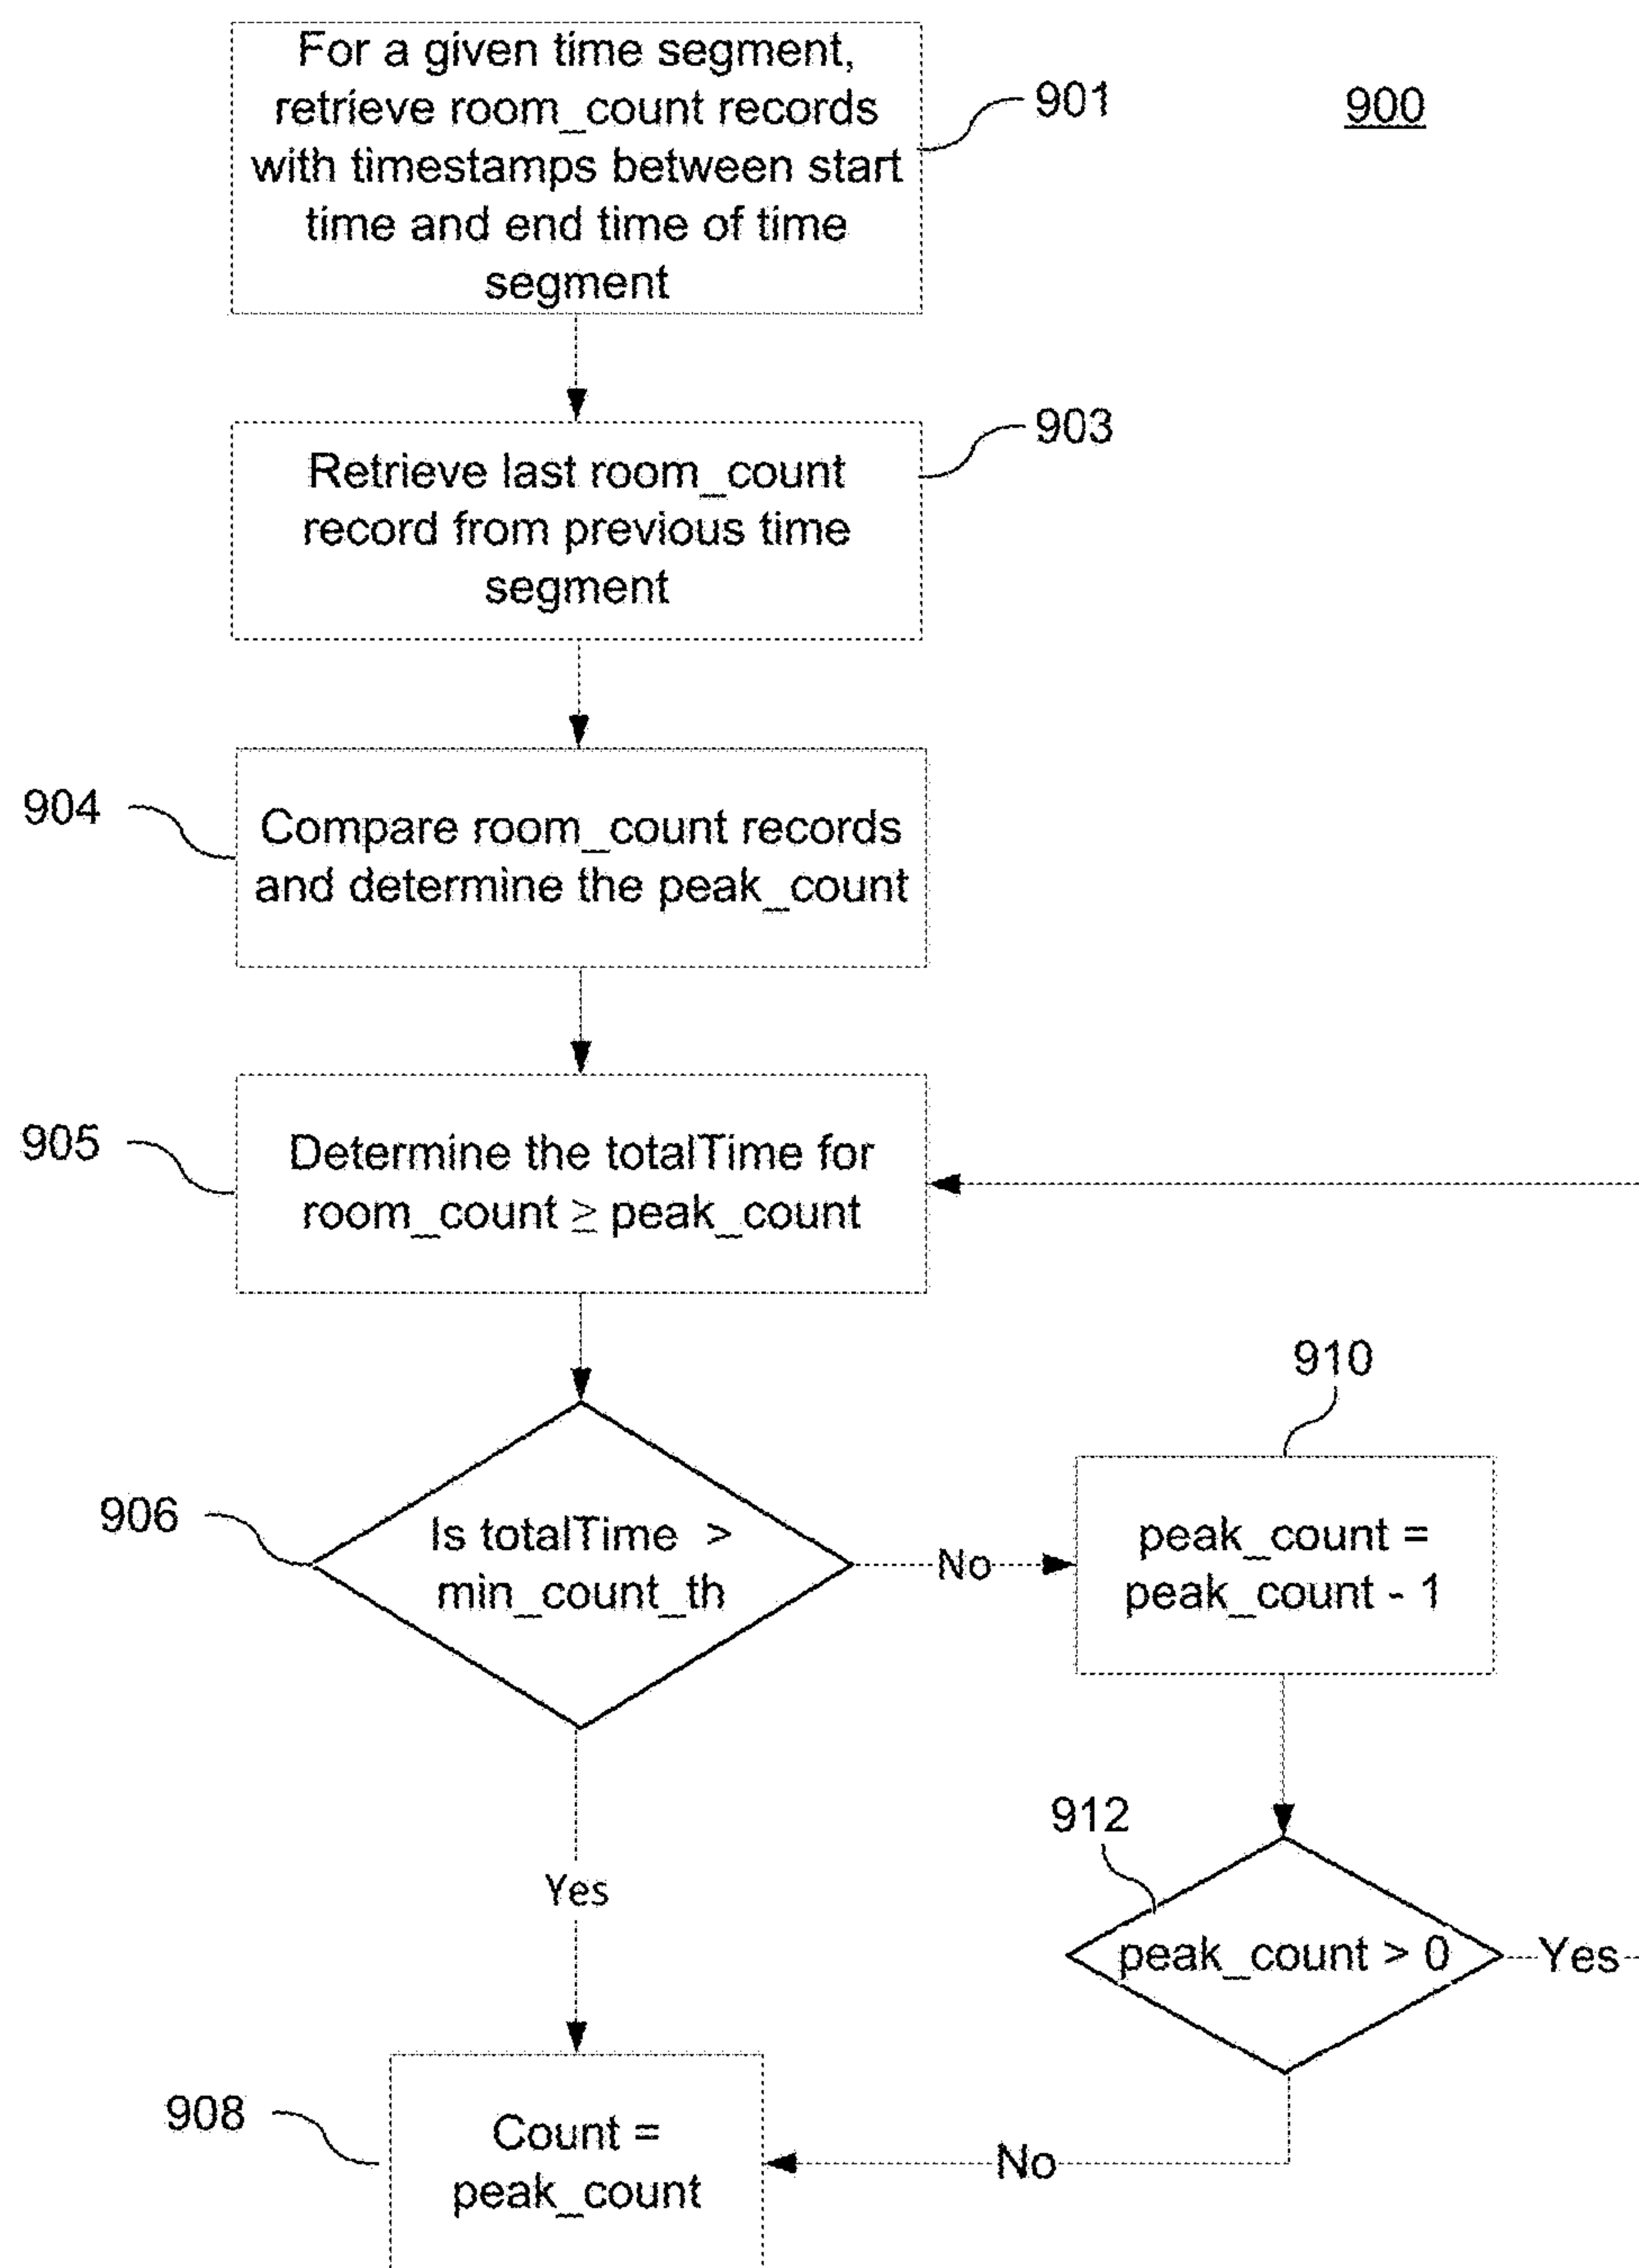 For a given time segment,
retrieve room_count records
with timestamps between start
time and end time of time
segment
901
900
Retrieve last room_count
record from previous time
segment
903
904
Compare room_count records
and determine the peak_count
905
Determine the totalTime for
room_count ≥ peak_count
906
Is totalTime >
min_count_th
No
910
peak_count =
peak_count - 1
Yes
912
peak_count > 0
Yes
908
Count =
peak_count
No